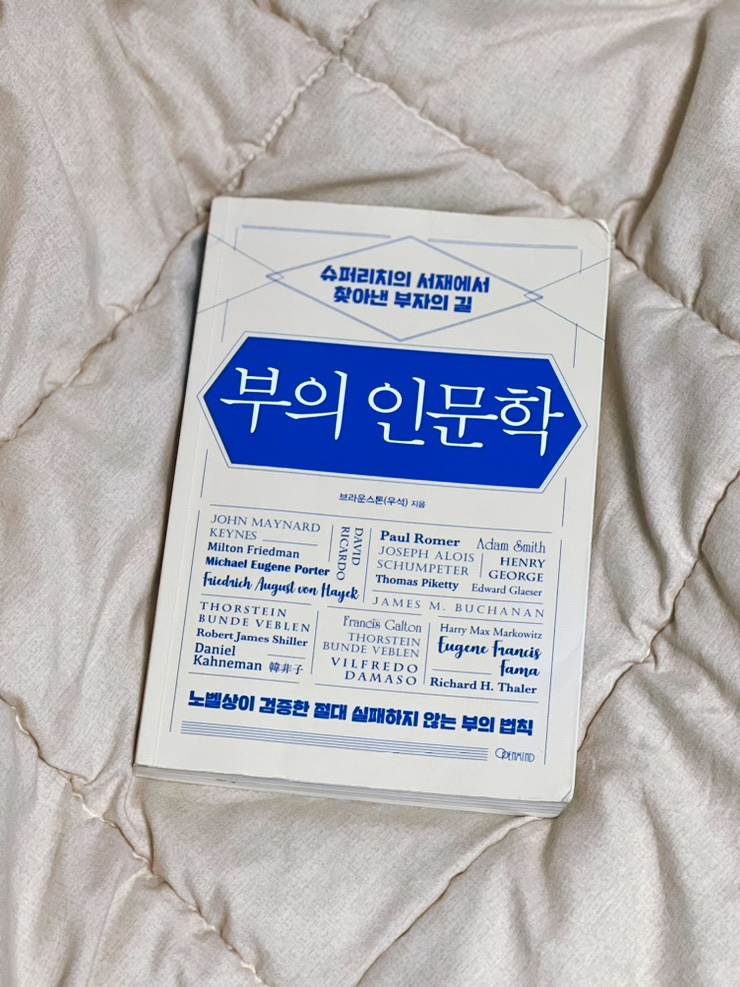 슈퍼리치의 서재에서
찾아낸 부자의 길
부의 인문학
브라운스톤(우석) 지음
JOHN MAYNARD
KEYNES
Milton Friedman
Michael Eugene Porter
Friedrich August von Hayek
DAVID
RICARDO
Paul Romer
Adam Smith
JOSEPH ALOIS
SCHUMPETER
HENRY
GEORGE
Thomas Piketty
Edward Glaeser
JAMES M. BUCHANAN
THORSTEIN
BUNDE VEBLEN
Robert James Shiller
Daniel
Kahneman
韓非子
Francis Galton
THORSTEIN
BUNDE VEBLEN
VILFREDO
DAMASO
Harry Max Markowitz
Eugene Francis
Fama
Richard H. Thaler
노벨상이 검증한 절대 실패하지 않는 부의 법칙
OPENMIND